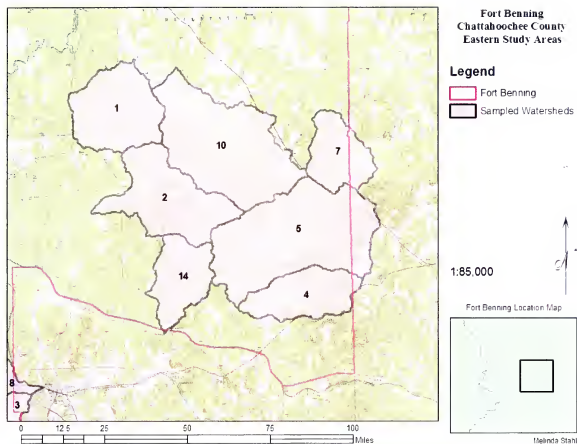 Fort Benning
Chattahoochee County
Eastern Study Areas
Legend
Fort Benning
Sampled Watersheds
1
10
7
2
5
14
4
8
3
1:85,000
Fort Benning Location Map
0 12.5 25 50 75 100
Miles
Melinda Stahl